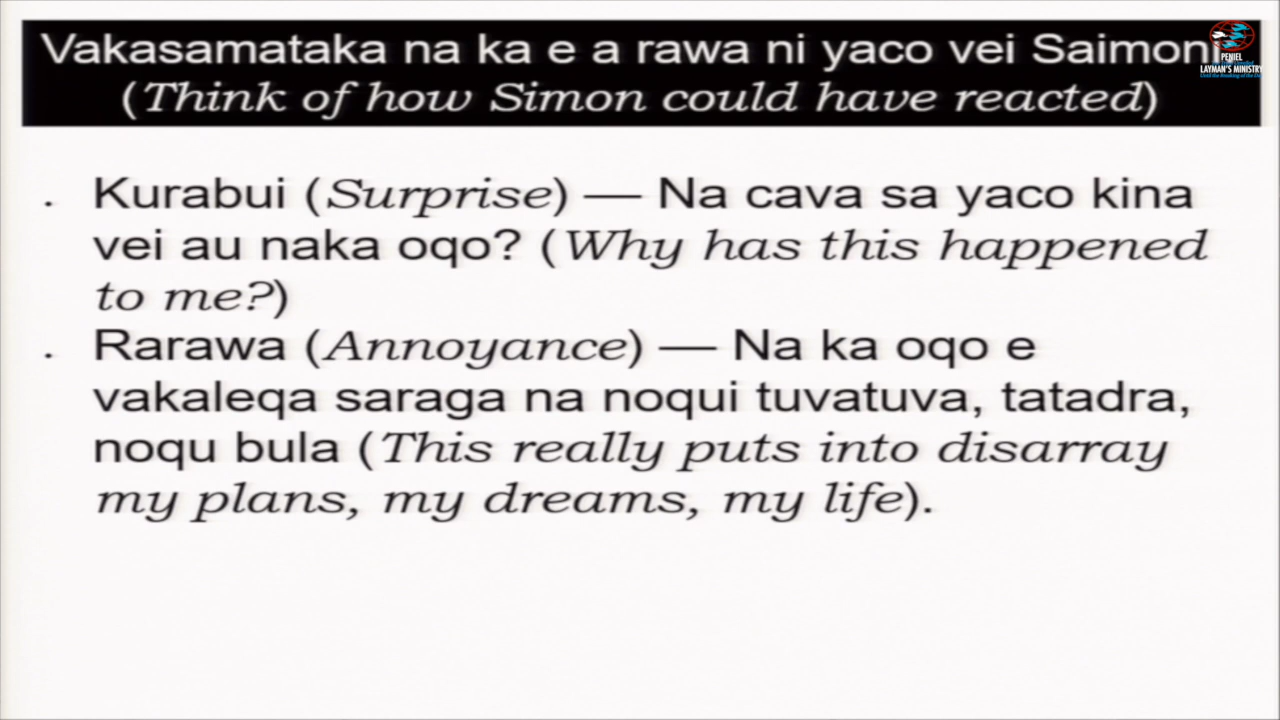 Vakasamataka na ka e a rawa ni yaco vei Saimoni
(Think of how Simon could have reacted)
PENIEL
LAYMAN'S MINISTRY
. Kurabui (Surprise) — Na cava sa yaco kina
vei au naka oqo? (Why has this happened
to me?)
. Rarawa (Annoyance) — Na ka oqo e
vakaleqa saraga na noqui tuvatuva, tatadra,
noqu bula (This really puts into disarray
my plans, my dreams, my life).